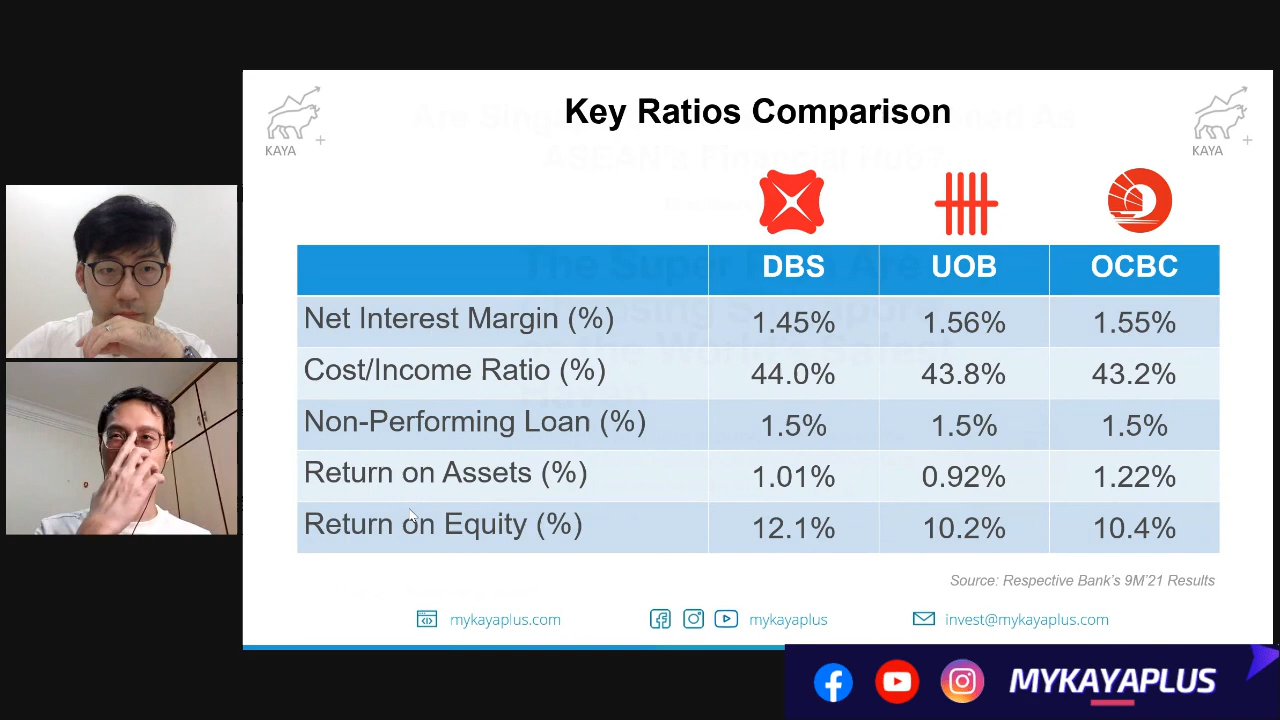 Key Ratios Comparison
KAYA
KAYA
DBS UOB OCBC
Net Interest Margin (%) 1.45% 1.56% 1.55%
Cost/Income Ratio (%) 44.0% 43.8% 43.2%
Non-Performing Loan (%) 1.5% 1.5% 1.5%
Return on Assets (%) 1.01% 0.92% 1.22%
Return on Equity (%) 12.1% 10.2% 10.4%
Source: Respective Bank's 9M'21 Results
mykayaplus.com mykayaplus invest@mykayaplus.com
MYKAYAPLUS